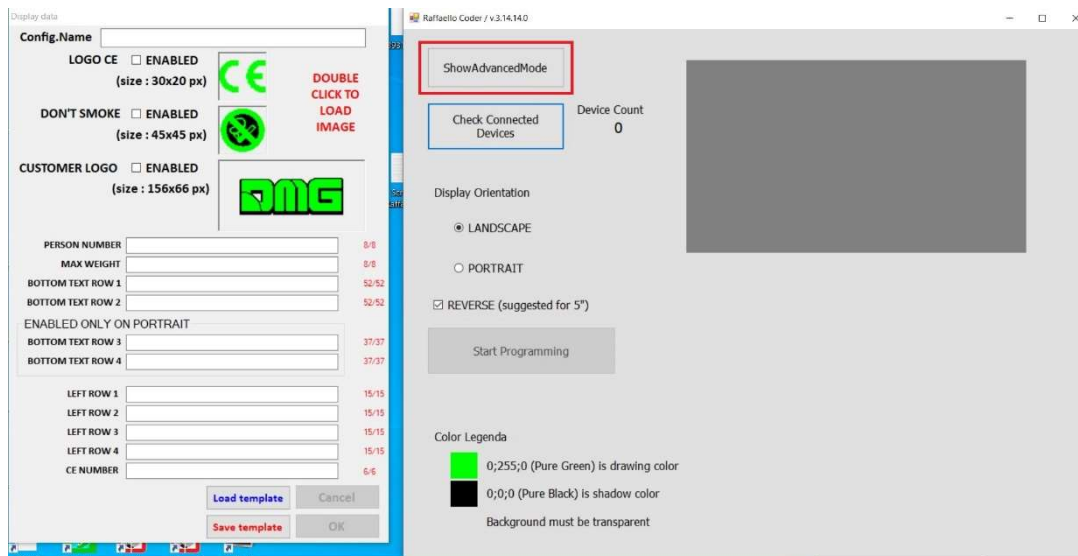 Display data
Config.Name
LOGO CE ENABLED
(size : 30x20 px)
CE
DOUBLE
CLICK TO
LOAD
IMAGE
DON'T SMOKE ENABLED
(size : 45x45 px)
CUSTOMER LOGO ENABLED
(size : 156x66 px)
DMG
PERSON NUMBER 8/8
MAX WEIGHT 8/8
BOTTOM TEXT ROW 1 52/52
BOTTOM TEXT ROW 2 52/52
ENABLED ONLY ON PORTRAIT
BOTTOM TEXT ROW 3 37/37
BOTTOM TEXT ROW 4 37/37
LEFT ROW 1 15/15
LEFT ROW 2 15/15
LEFT ROW 3 15/15
LEFT ROW 4 15/15
CE NUMBER 6/6
Load template Cancel
Save template OK
Raffaello Coder / v.3.14.14.0
ShowAdvancedMode
Check Connected
Devices
Device Count
0
Display Orientation
LANDSCAPE
PORTRAIT
REVERSE (suggested for 5")
Start Programming
Color Legenda
0;255;0 (Pure Green) is drawing color
0;0;0 (Pure Black) is shadow color
Background must be transparent